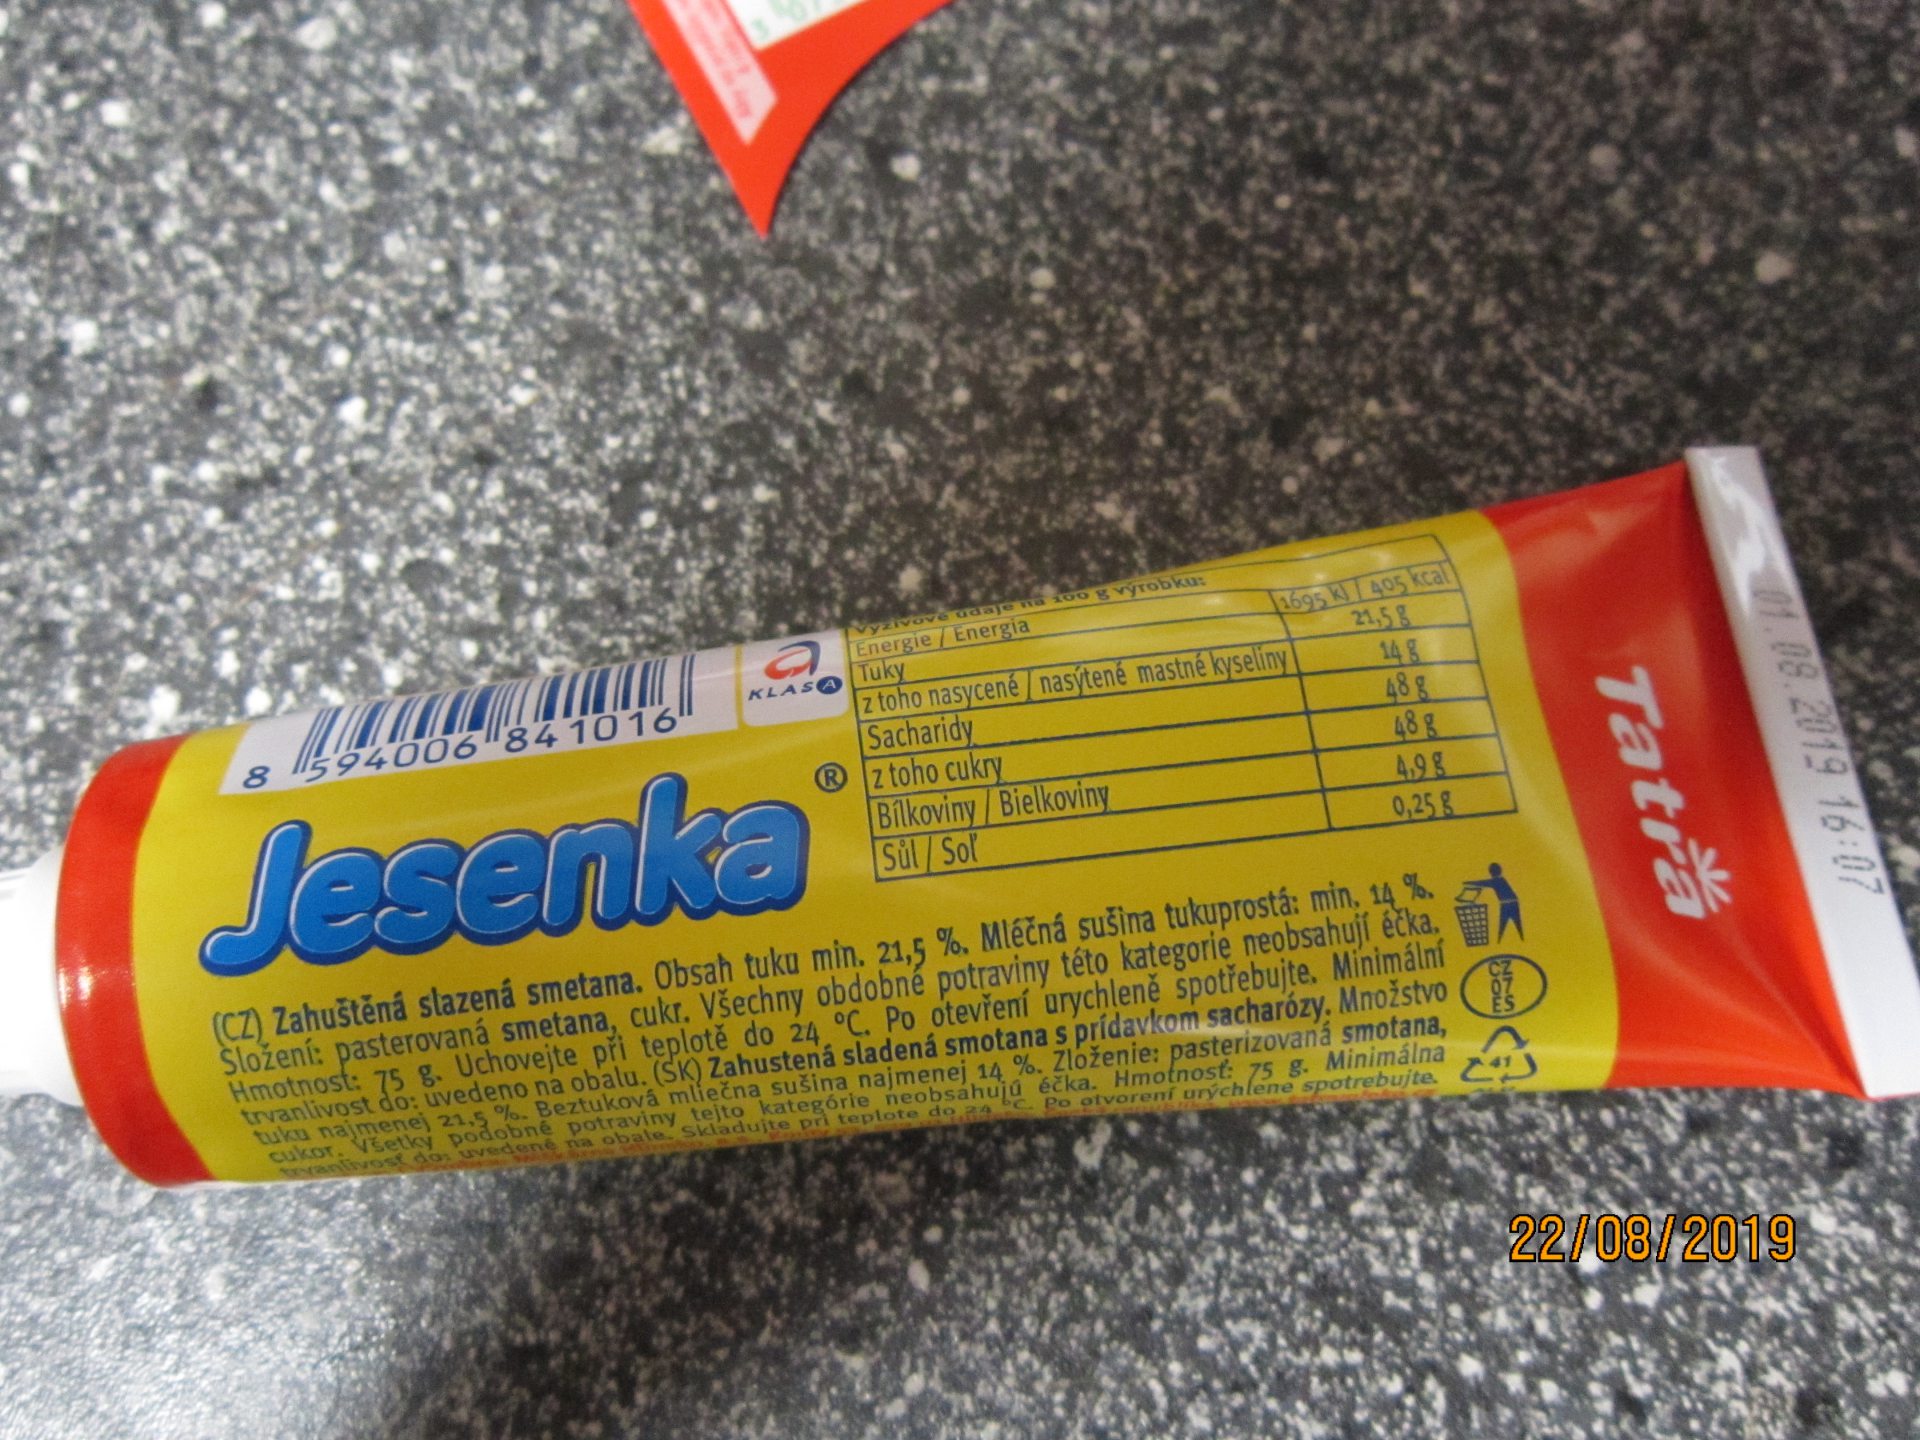 Výživové údaje na 100 g výrobku:
Energie / Energia 1695 kJ / 405 kcal
Tuky 21,5 g
z toho nasycené / nasýtené mastné kyseliny 14 g
Sacharidy 48 g
z toho cukry 48 g
Bílkoviny / Bielkoviny 4,9 g
Sůl / Soľ 0,25 g
KLASA
8 594006 841016
Jesenka®
(CZ) Zahuštěná slazená smetana. Obsah tuku min. 21,5 %. Mléčná sušina tukuprostá: min. 14 %.
Složení: pasterovaná smetana, cukr. Všechny obdobné potraviny této kategorie neobsahují éčka.
Hmotnost: 75 g. Uchovejte při teplotě do 24 °C. Po otevření urychleně spotřebujte. Minimální
trvanlivost do: uvedeno na obalu. (SK) Zahustená sladená smotana s prídavkom sacharózy. Množstvo
tuku najmenej 21,5 %. Beztuková mliečna sušina najmenej 14 %. Zloženie: pasterizovaná smotana,
cukor. Všetky podobné potraviny tejto kategórie neobsahujú éčka. Hmotnosť: 75 g. Minimálna
trvanlivosť do: uvedené na obale. Skladujte pri teplote do 24 °C. Po otvorení urýchlene spotrebujte.
CZ
07
ES
41
Tatra
01.08.2019 16:07
22/08/2019